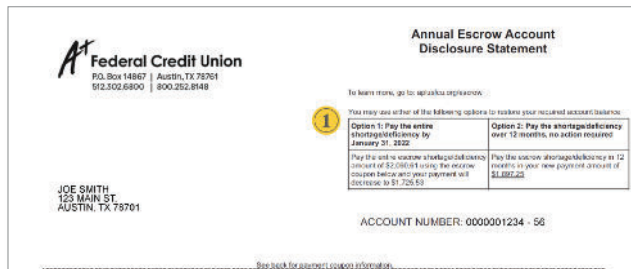 A+ Federal Credit Union
P.O. Box 14867 | Austin, TX 78761
512.302.6800 | 800.252.8148
Annual Escrow Account
Disclosure Statement
To learn more, go to: aplusfcu.org/escrow
1
You may use either of the following options to restore your required account balance
Option 1: Pay the entire
shortage/deficiency by
January 31, 2022
Option 2: Pay the shortage/deficiency
over 12 months, no action required
Pay the entire escrow shortage/deficiency
amount of using the escrow
coupon below and your payment will
decrease to
Pay the escrow shortage/deficiency in 12
months in your new payment amount of
$1,897.25
JOE SMITH
123 MAIN ST.
AUSTIN, TX 78701
ACCOUNT NUMBER: 0000001234 - 56
See back for payment coupon information.